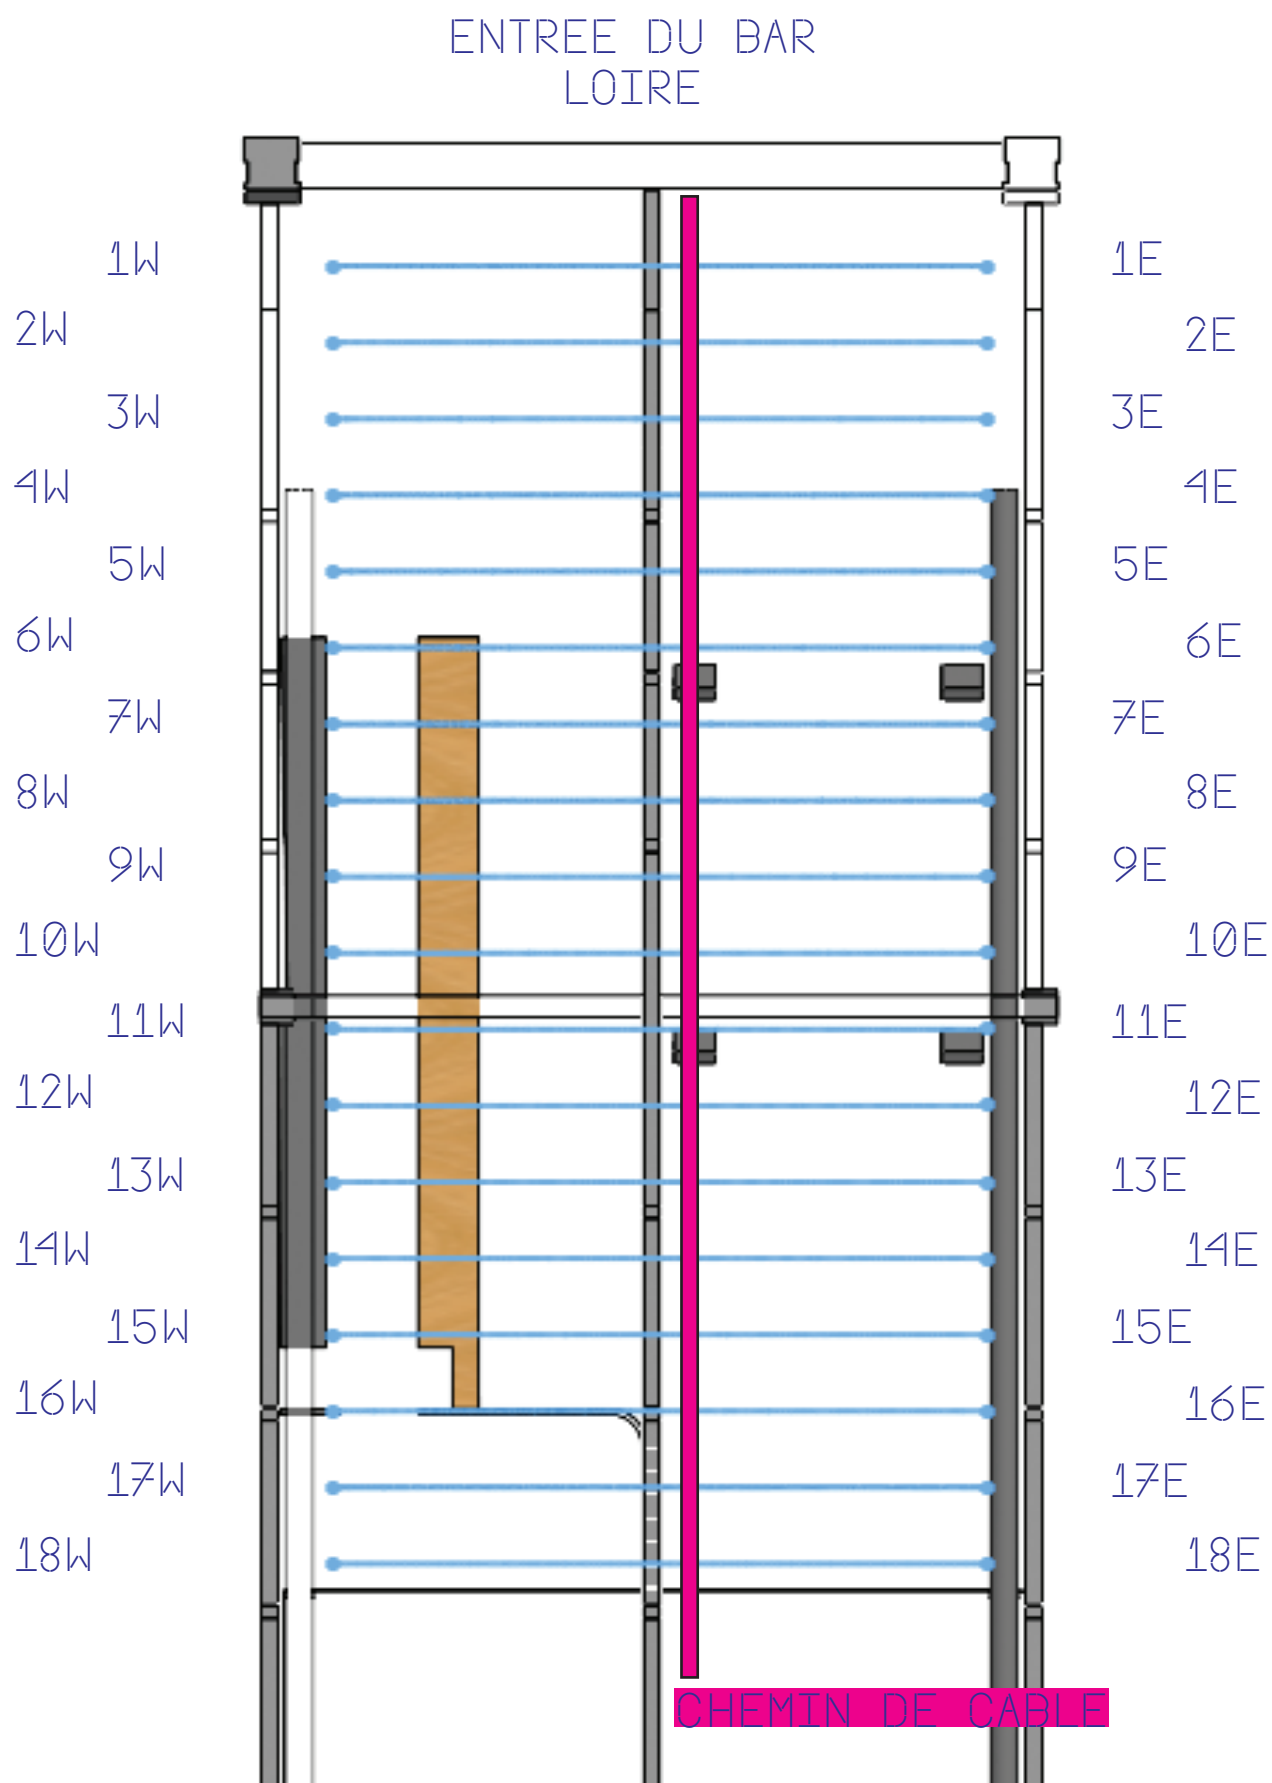 ENTREE DU BAR
LOIRE
1W 1E
2W 2E
3W 3E
4W 4E
5W 5E
6W 6E
7W 7E
8W 8E
9W 9E
10W 10E
11W 11E
12W 12E
13W 13E
14W 14E
15W 15E
16W 16E
17W 17E
18W 18E
CHEMIN DE CABLE